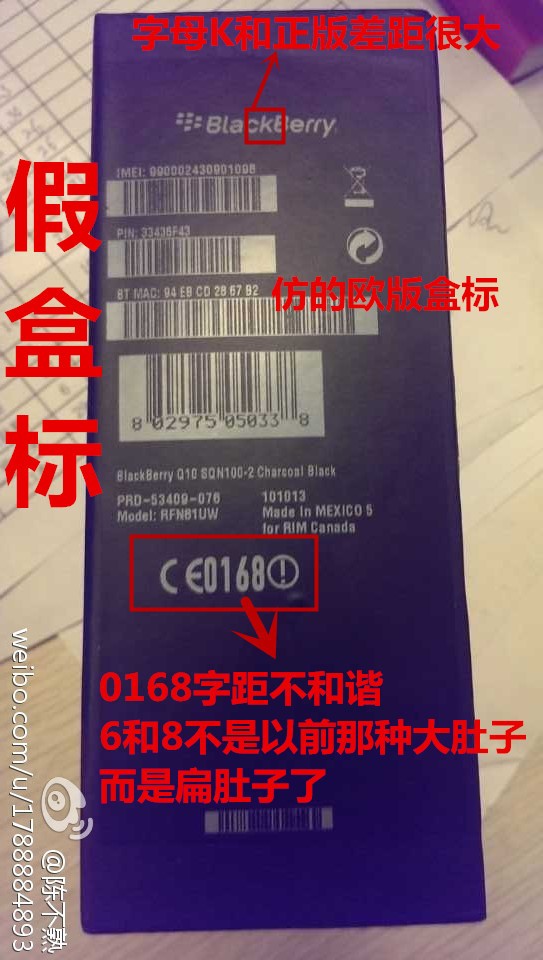 字母K和正版差距很大
BlackBerry
假盒标
IMEI: 990002430901098
PIN: 33435F43
BT MAC: 94 EB CD 28 67 B2
仿的欧版盒标
8 02975 05033 8
BlackBerry Q10 SQN100-2 Charcoal Black
PRD-53409-076
Model: RFN81UW
101013
Made In MEXICO 5
for RIM Canada
CE0168!
0168字距不和谐
6和8不是以前那种大肚子
而是扁肚子了
weibo.com/u/1788884893
@陈不熟